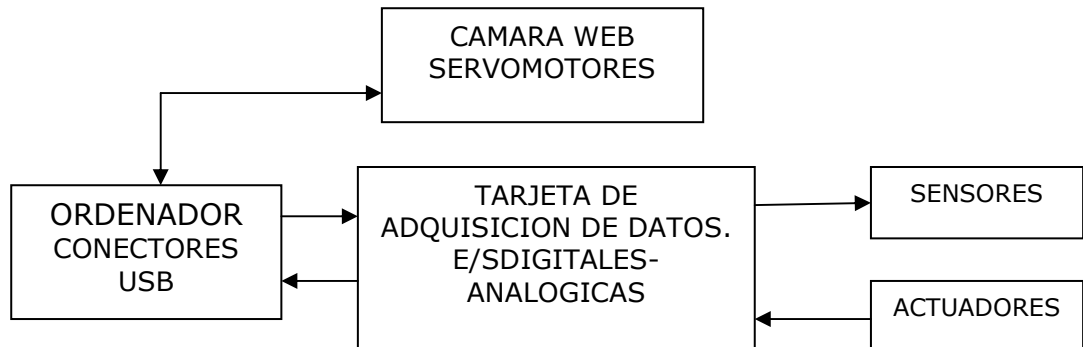 CAMARA WEB
SERVOMOTORES
ORDENADOR
CONECTORES
USB
TARJETA DE
ADQUISICION DE DATOS.
E/SDIGITALES-
ANALOGICAS
SENSORES
ACTUADORES